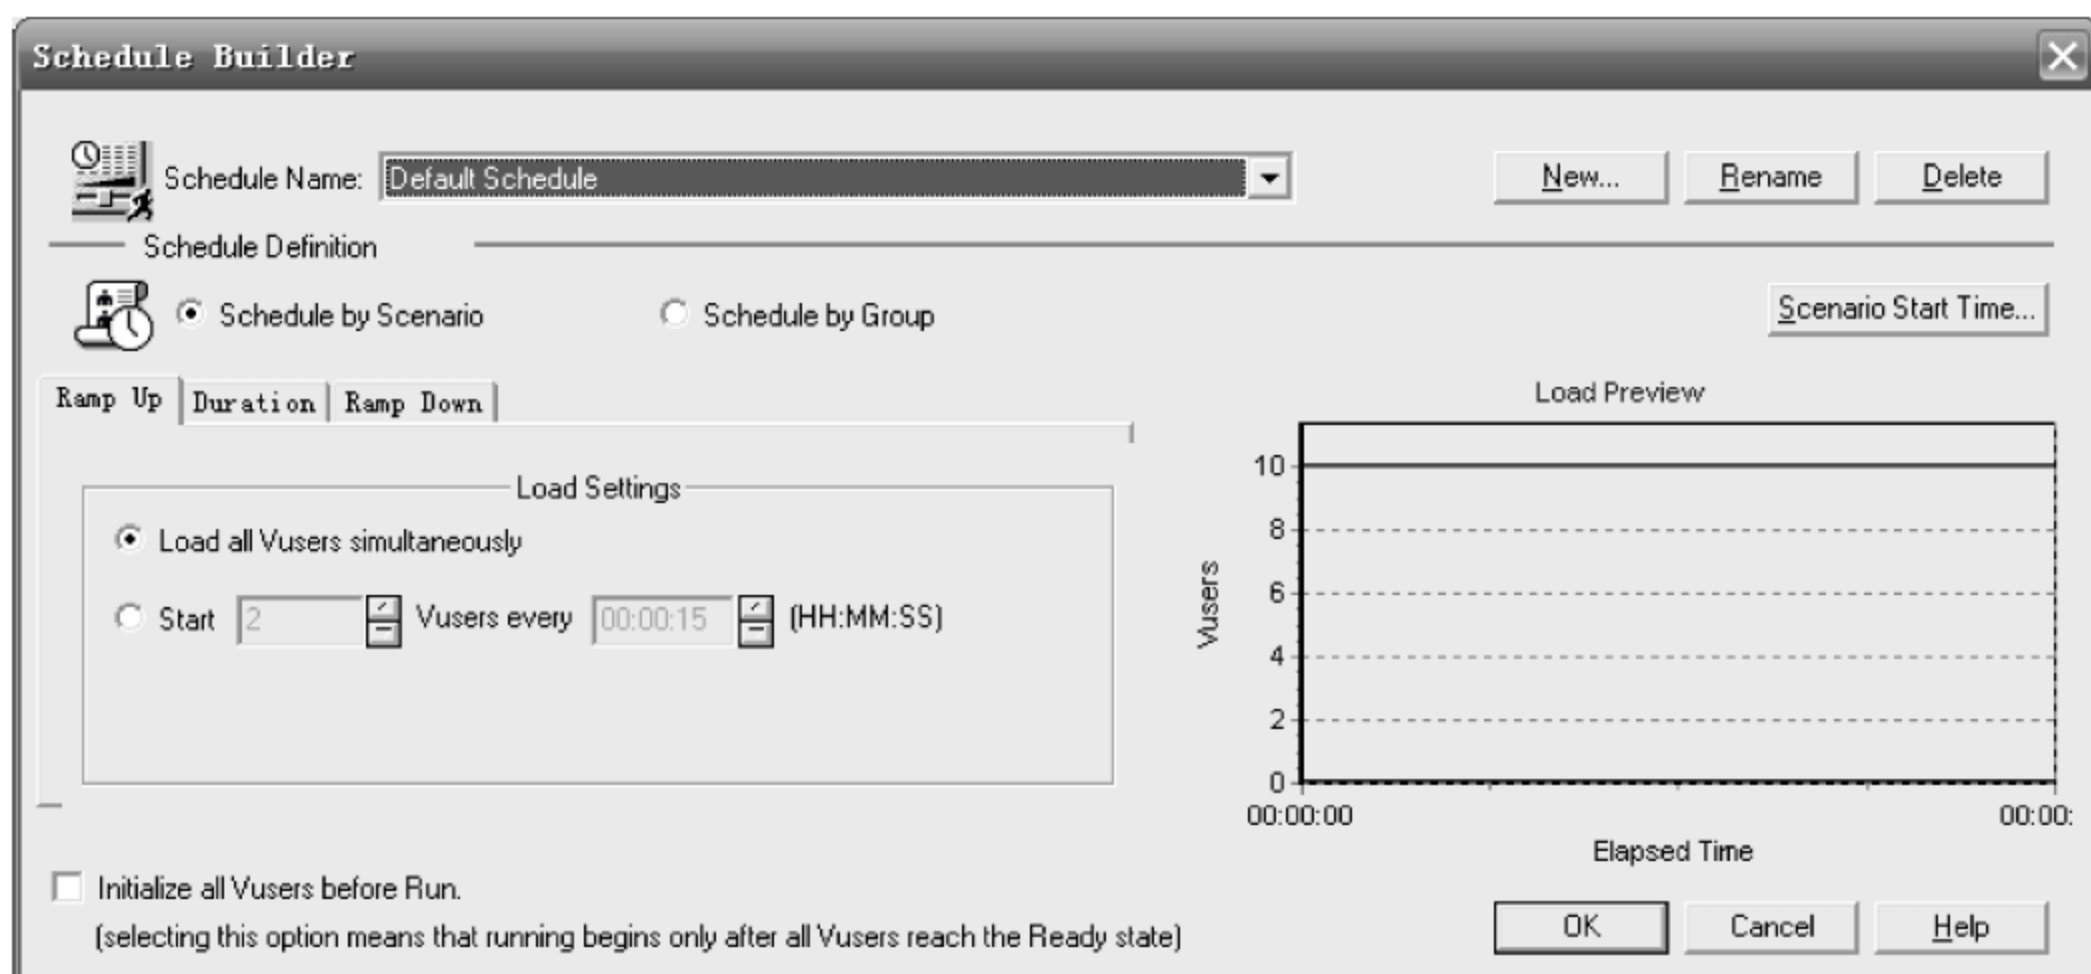 Schedule Builder
Schedule Name: Default Schedule New... Rename Delete
Schedule Definition
Schedule by Scenario Schedule by Group Scenario Start Time...
Ramp Up Duration Ramp Down
Load Settings
Load all Vusers simultaneously
Start 2 Vusers every 00:00:15 (HH:MM:SS)
Load Preview
Vusers
10
8
6
4
2
0
00:00:00 00:00:
Elapsed Time
Initialize all Vusers before Run.
(selecting this option means that running begins only after all Vusers reach the Ready state)
OK Cancel Help